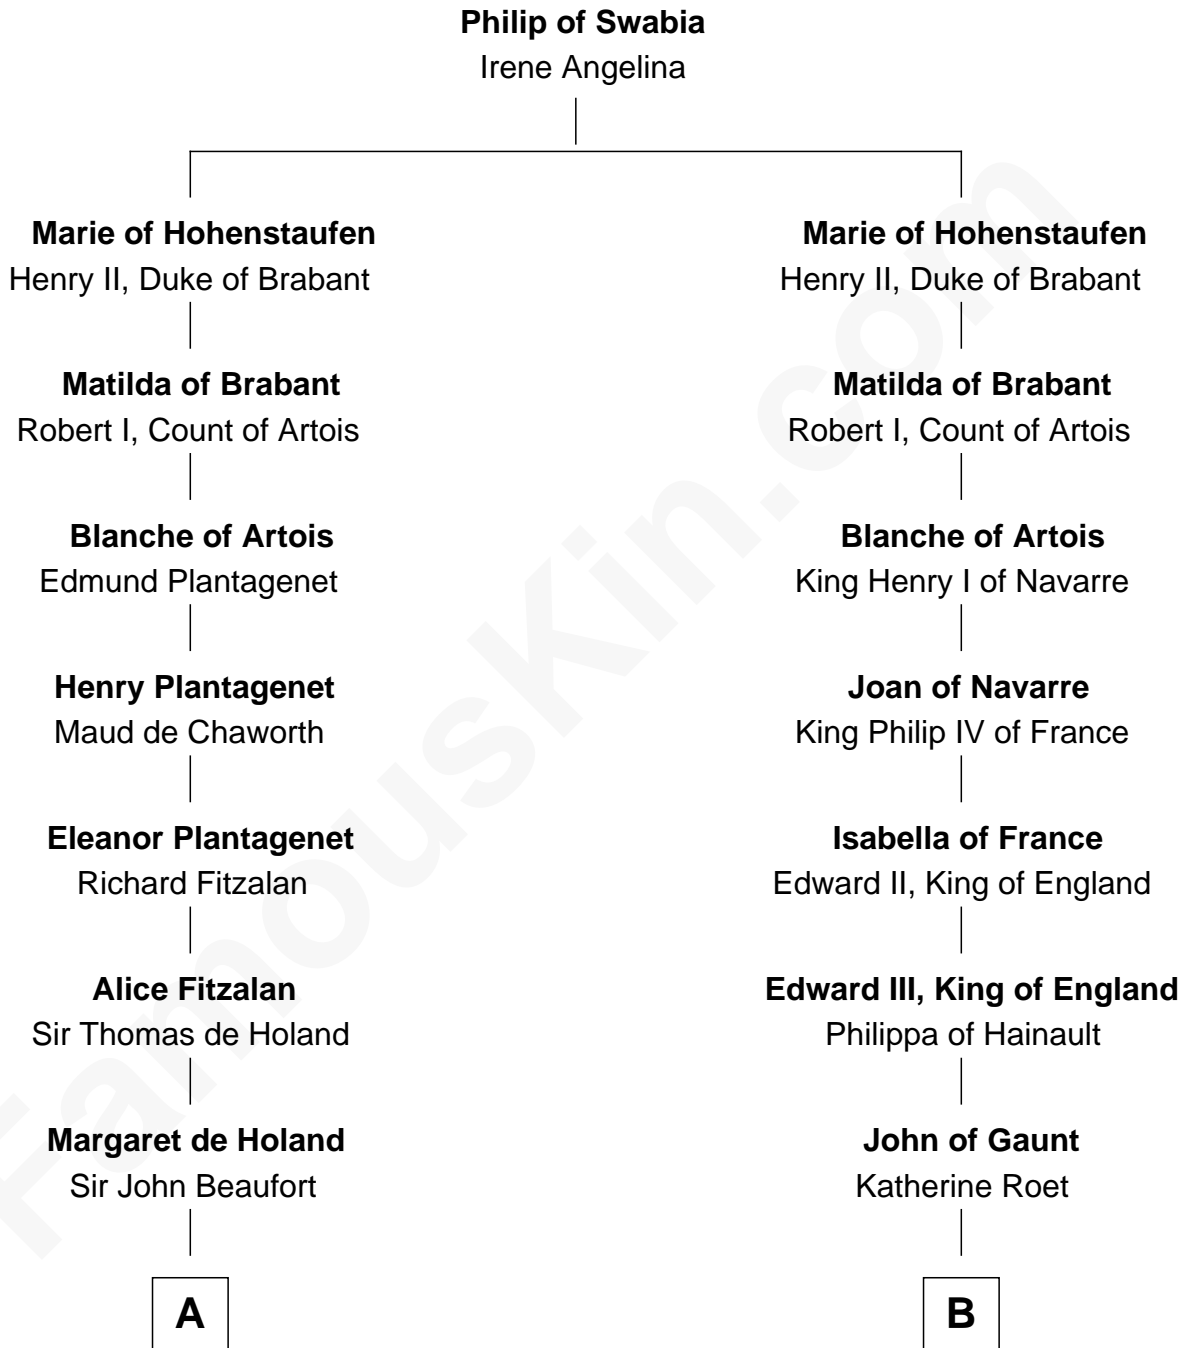 Philip of Swabia
Irene Angelina
Marie of Hohenstaufen
Henry II, Duke of Brabant
Matilda of Brabant
Robert I, Count of Artois
Blanche of Artois
Edmund Plantagenet
Henry Plantagenet
Maud de Chaworth
Eleanor Plantagenet
Richard Fitzalan
Alice Fitzalan
Sir Thomas de Holand
Margaret de Holand
Sir John Beaufort
A
Marie of Hohenstaufen
Henry II, Duke of Brabant
Matilda of Brabant
Robert I, Count of Artois
Blanche of Artois
King Henry I of Navarre
Joan of Navarre
King Philip IV of France
Isabella of France
Edward II, King of England
Edward III, King of England
Philippa of Hainault
John of Gaunt
Katherine Roet
B
FamousKin.com